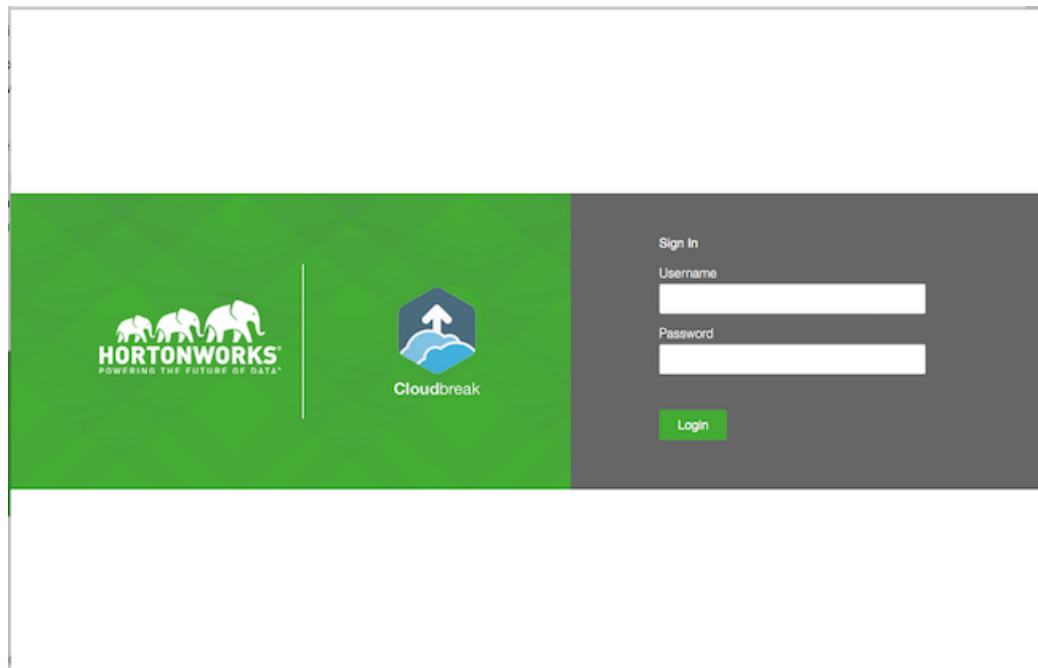 HORTONWORKS®
POWERING THE FUTURE OF DATA™
Cloudbreak
Sign In
Username
Password
Login